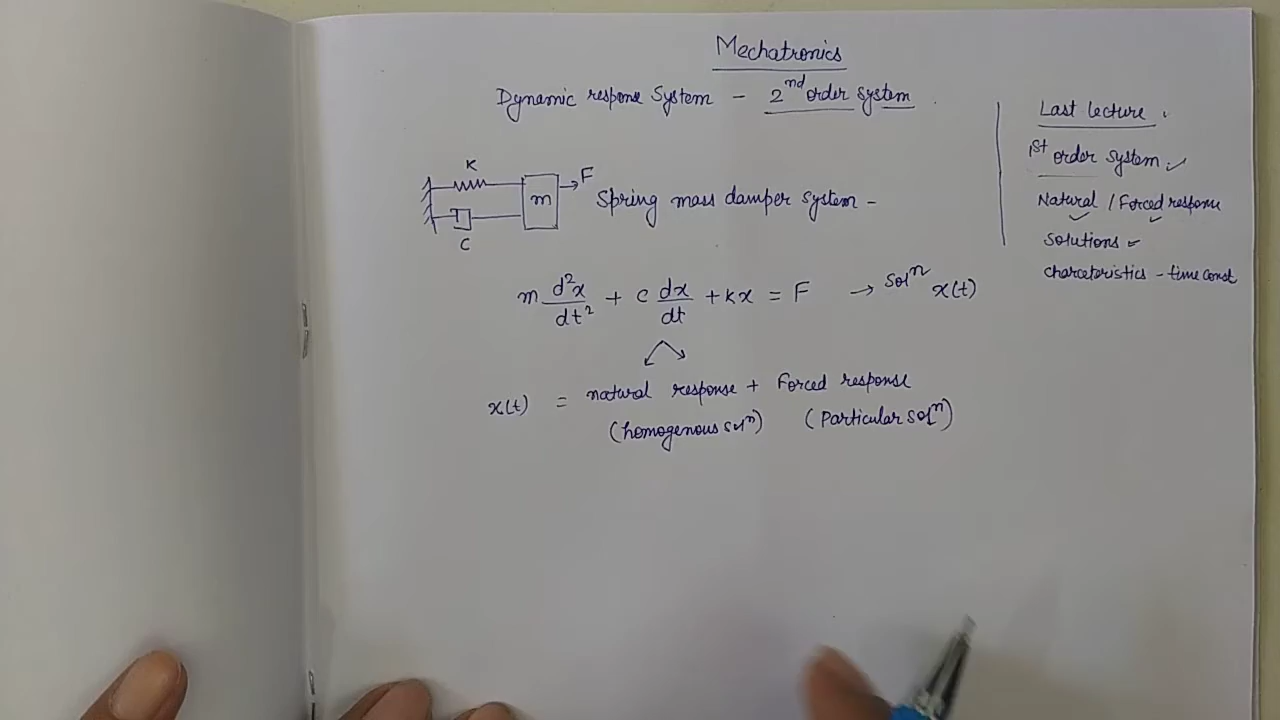 Mechatronics
Dynamic response System - 2nd order system
Last lecture
1st order system ✓
Natural / Forced response
solutions ✓
charcteristics - time const
K
m → F
C
Spring mass damper system -
m d²x/dt² + c dx/dt + kx = F → solⁿ x(t)
x(t) = natural response + Forced response
(homogenous solⁿ) (Particular solⁿ)